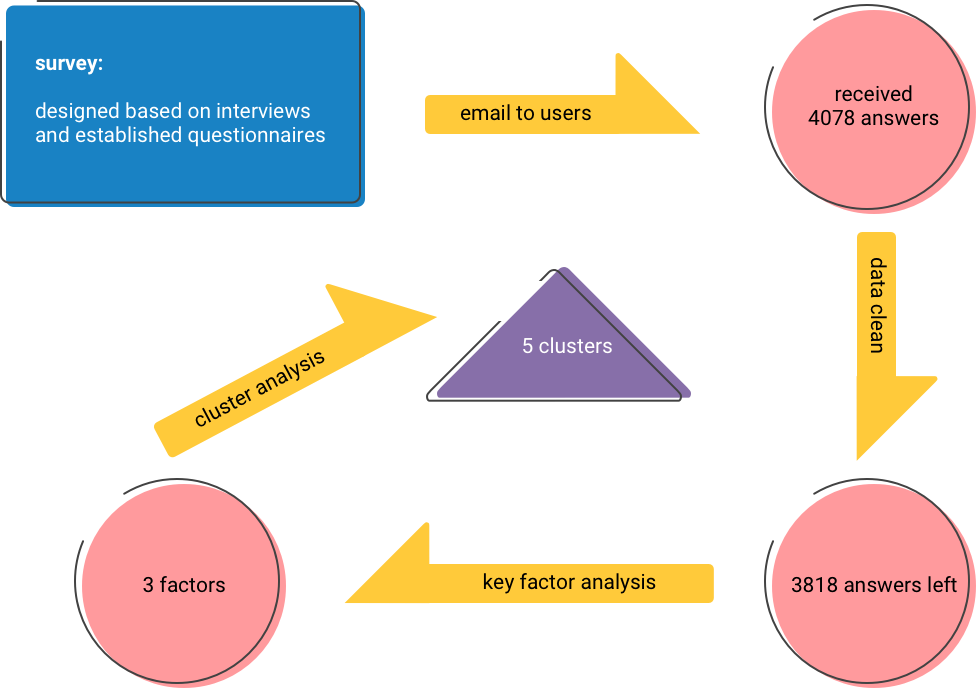 survey:
designed based on interviews
and established questionnaires
email to users
received
4078 answers
data clean
3818 answers left
key factor analysis
3 factors
cluster analysis
5 clusters